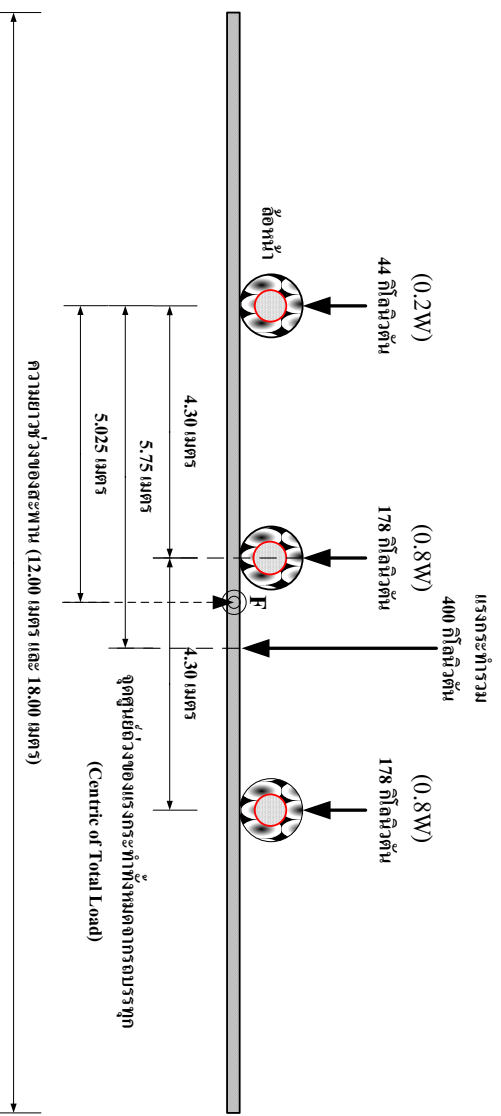 แรงกระทำรวม
400 กิโลนิวตัน
(0.2W)
44 กิโลนิวตัน
(0.8W)
178 กิโลนิวตัน
(0.8W)
178 กิโลนิวตัน
ล้อหน้า
F
4.30 เมตร
4.30 เมตร
5.75 เมตร
5.025 เมตร
จุดศูนย์ถ่วงของแรงกระทำทั้งหมดจากรถบรรทุก
(Centric of Total Load)
ความยาวช่วงของสะพาน (12.00 เมตร และ 18.00 เมตร)